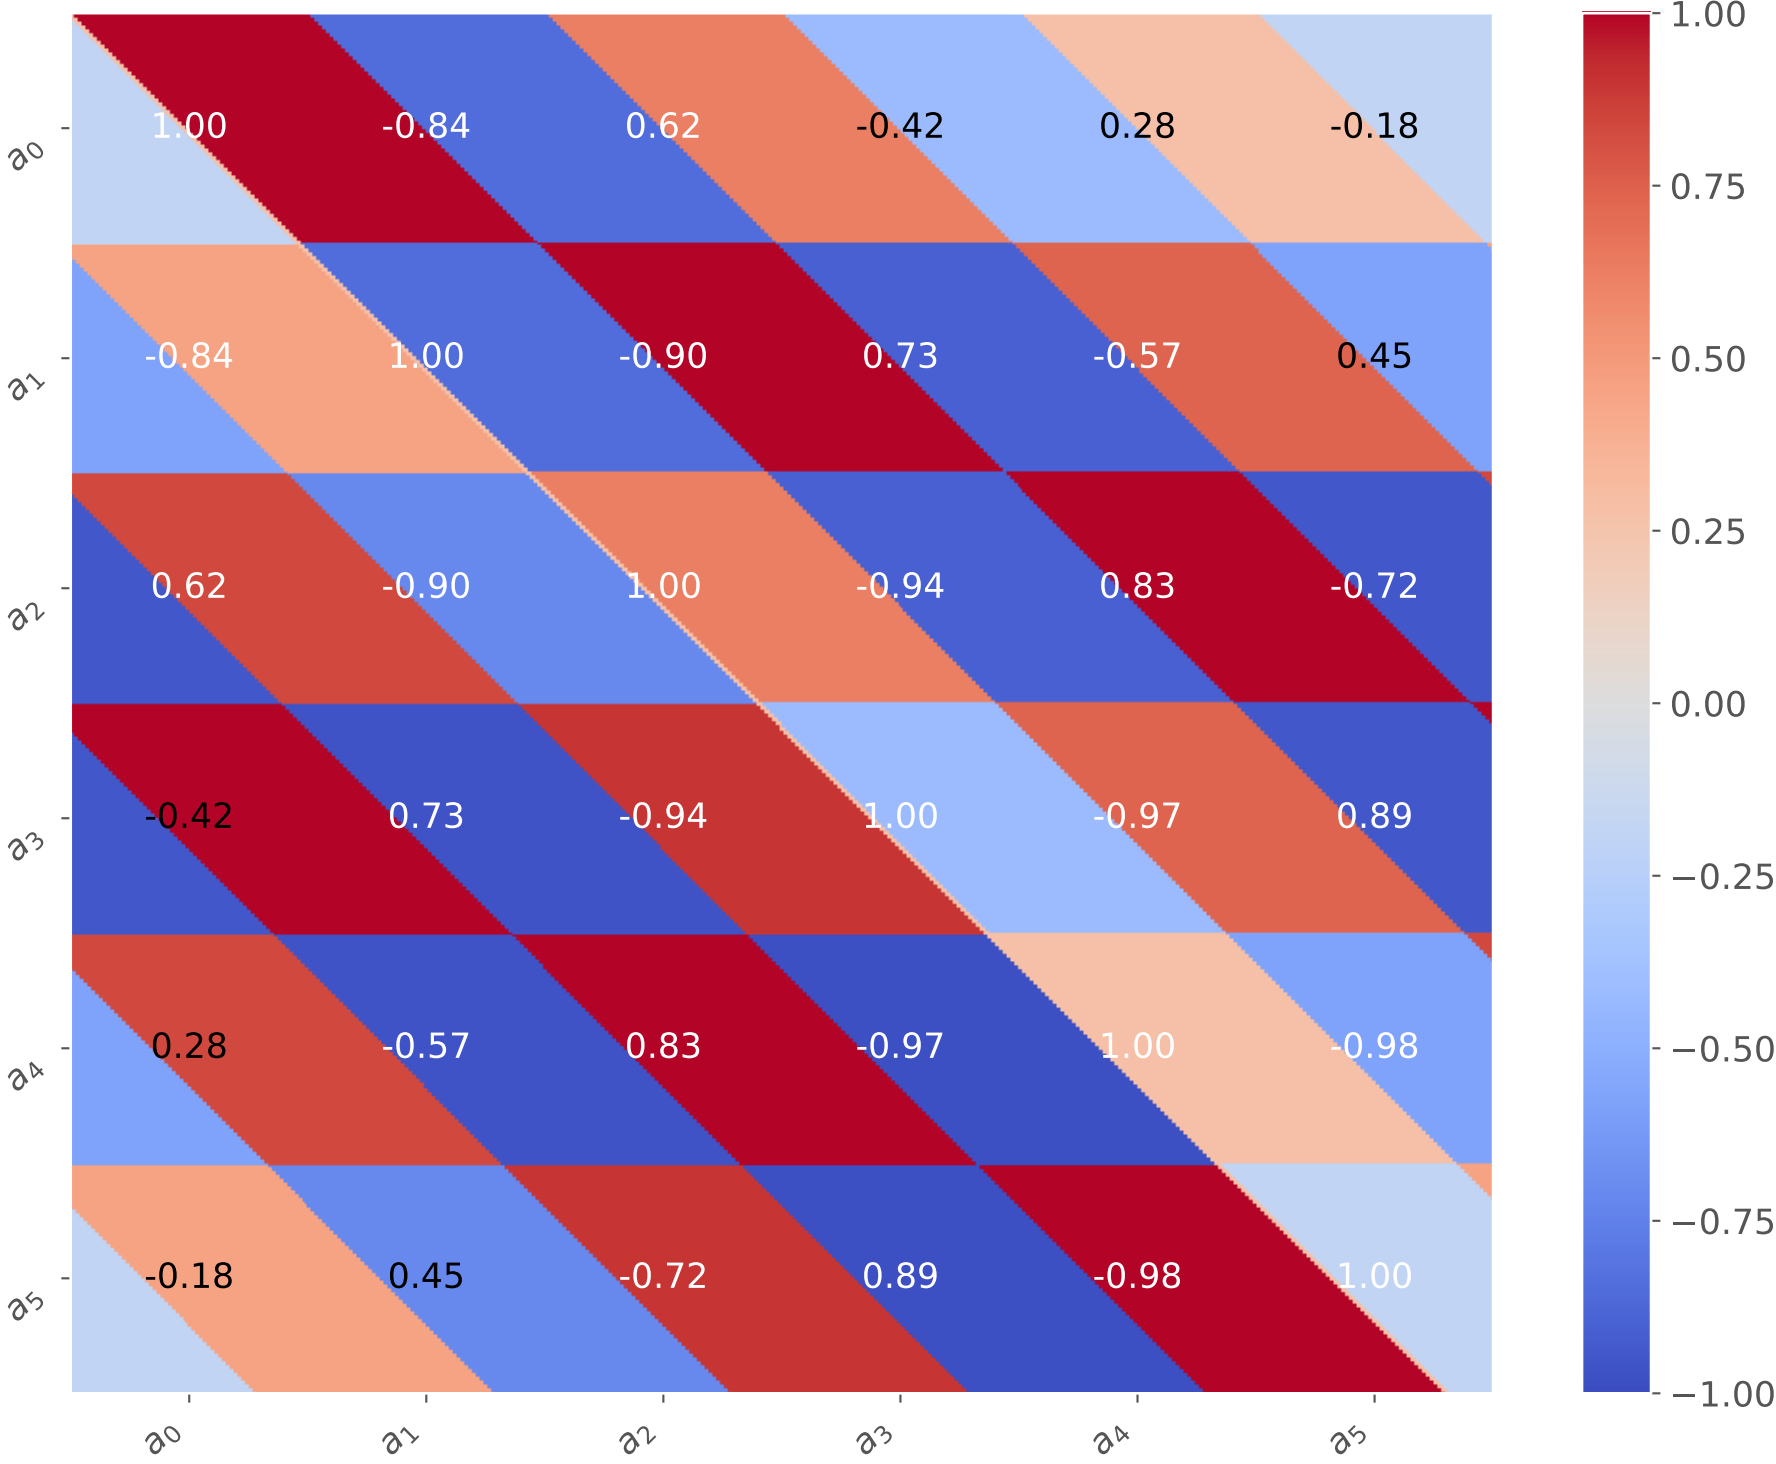 1.00
a0 1.00 -0.84 0.62 -0.42 0.28 -0.18
0.75
a1 -0.84 1.00 -0.90 0.73 -0.57 0.45
0.50
0.25
a2 0.62 -0.90 1.00 -0.94 0.83 -0.72
0.00
a3 -0.42 0.73 -0.94 1.00 -0.97 0.89
−0.25
a4 0.28 -0.57 0.83 -0.97 1.00 -0.98
−0.50
−0.75
a5 -0.18 0.45 -0.72 0.89 -0.98 1.00
−1.00
a0 a1 a2 a3 a4 a5